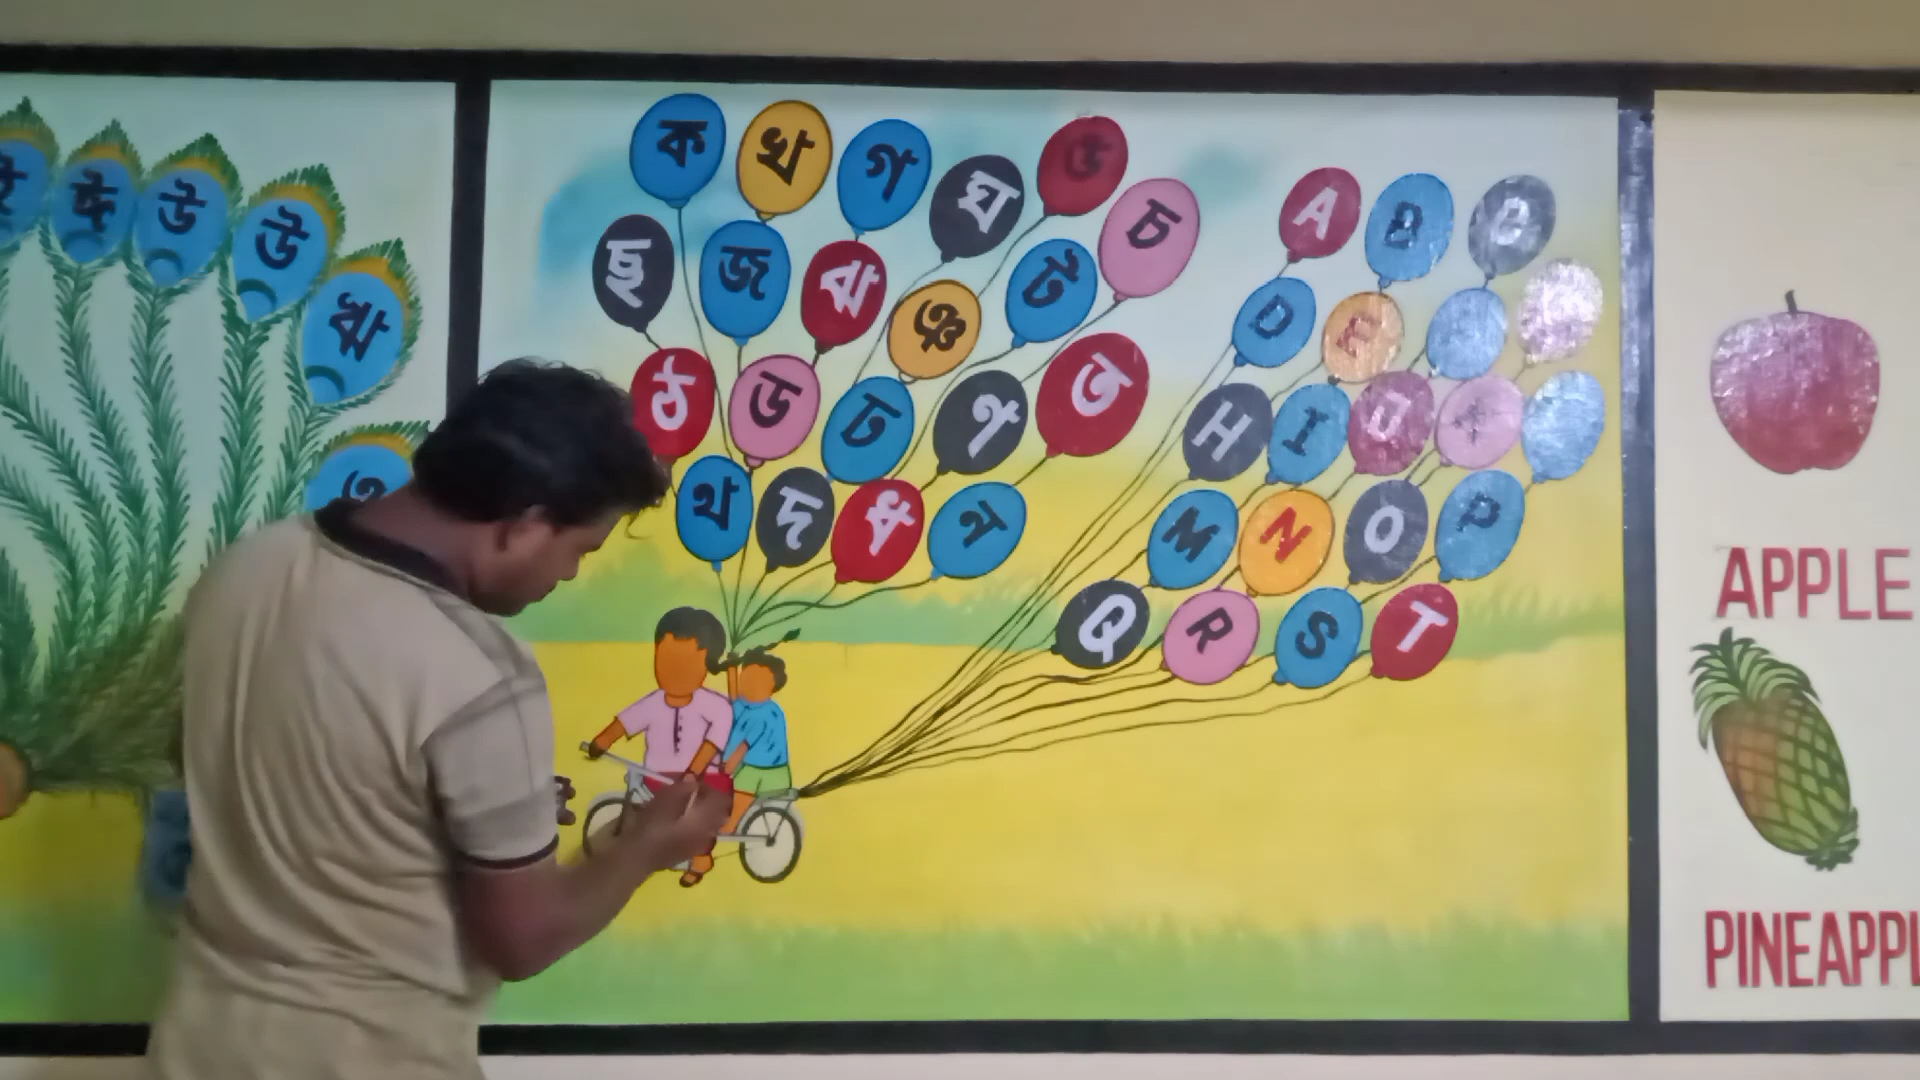 ঈ উ ঊ
ঋ
ক খ গ ঘ ঙ
চ
ছ জ ঝ ঞ ট
ঠ ড ঢ ণ ত
থ দ ধ ন
A B C
D E
H I J K
M N O P
Q R S T
APPLE
PINEAPPL